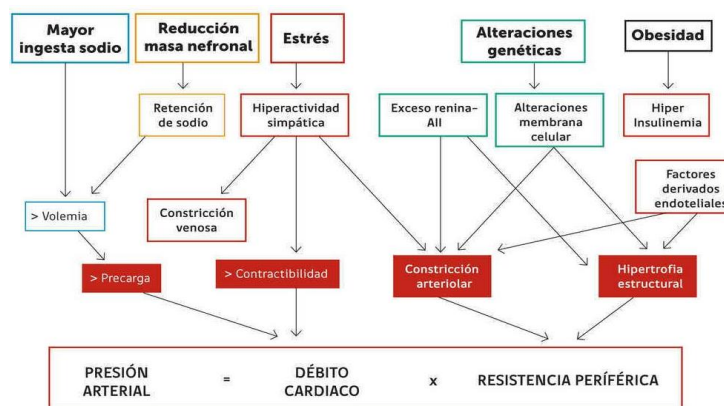 Mayor
ingesta sodio
Reducción
masa nefronal
Estrés
Alteraciones
genéticas
Obesidad
Retención
de sodio
Hiperactividad
simpática
Exceso renina-
AII
Alteraciones
membrana
celular
Hiper
Insulinemia
Factores
derivados
endoteliales
> Volemia
Constricción
venosa
> Precarga
> Contractibilidad
Constricción
arteriolar
Hipertrofia
estructural
PRESIÓN
ARTERIAL
=
DÉBITO
CARDIACO
x
RESISTENCIA PERÍFÉRICA